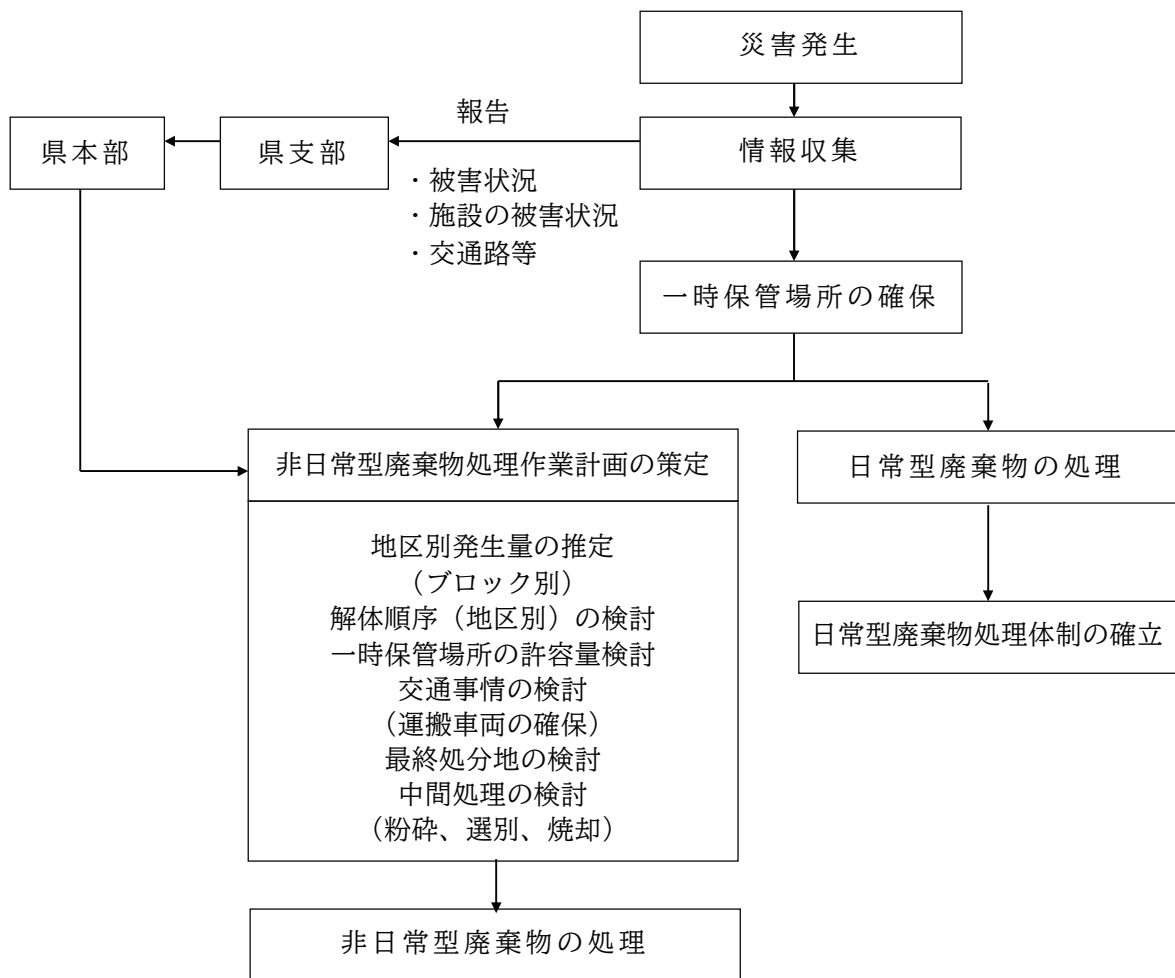 災害発生
報告
県本部
県支部
情報収集
・被害状況
・施設の被害状況
・交通路等
一時保管場所の確保
非日常型廃棄物処理作業計画の策定
日常型廃棄物の処理
地区別発生量の推定
（ブロック別）
解体順序（地区別）の検討
一時保管場所の許容量検討
交通事情の検討
（運搬車両の確保）
最終処分地の検討
中間処理の検討
（粉砕、選別、焼却）
日常型廃棄物処理体制の確立
非日常型廃棄物の処理